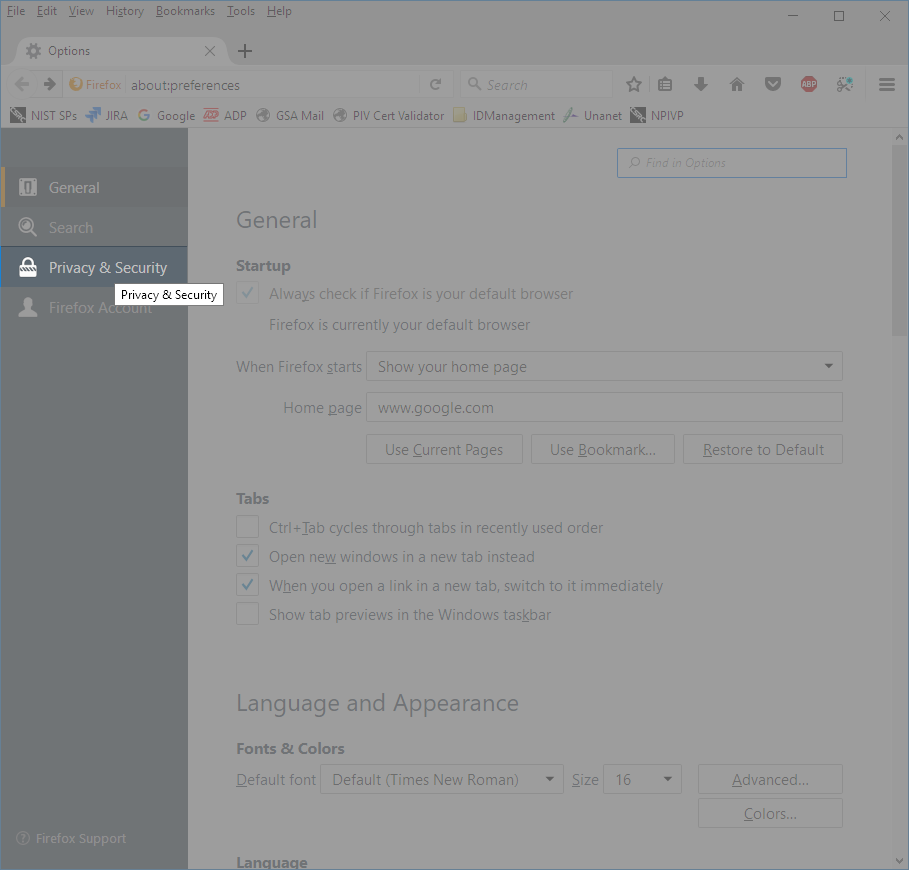 File Edit View History Bookmarks Tools Help
Options
Firefox about:preferences Search ABP
NIST SPs JIRA Google ADP GSA Mail PIV Cert Validator IDManagement Unanet NPIVP
Find in Options
General
Search
Privacy & Security
Privacy & Security
Firefox Account
Firefox Support
General
Startup
Always check if Firefox is your default browser
Firefox is currently your default browser
When Firefox starts Show your home page
Home page www.google.com
Use Current Pages Use Bookmark... Restore to Default
Tabs
Ctrl+Tab cycles through tabs in recently used order
Open new windows in a new tab instead
When you open a link in a new tab, switch to it immediately
Show tab previews in the Windows taskbar
Language and Appearance
Fonts & Colors
Default font Default (Times New Roman) Size 16 Advanced...
Colors...
Language